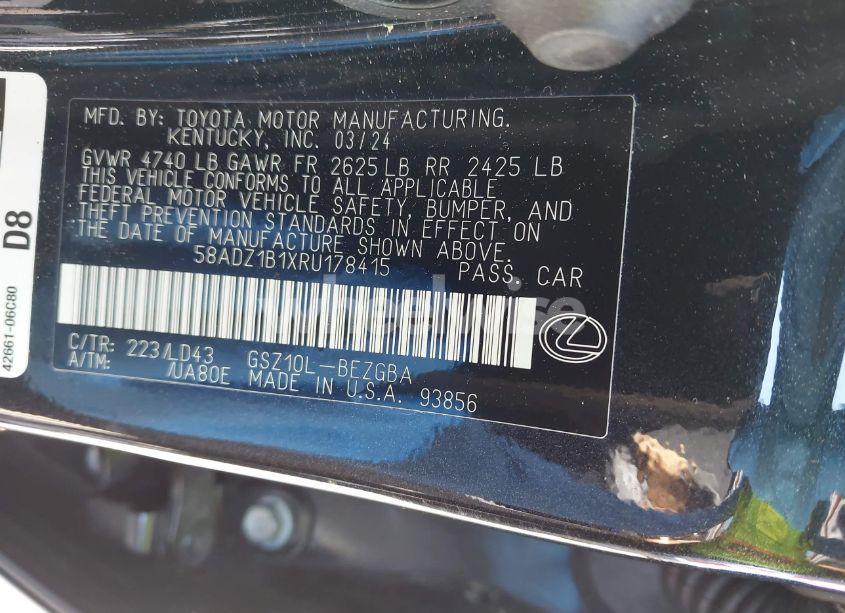 MFD. BY: TOYOTA MOTOR MANUFACTURING.
KENTUCKY, INC. 03/24
GVWR 4740 LB GAWR FR 2625 LB RR 2425 LB
THIS VEHICLE CONFORMS TO ALL APPLICABLE
FEDERAL MOTOR VEHICLE SAFETY, BUMPER, AND
THEFT PREVENTION STANDARDS IN EFFECT ON
THE DATE OF MANUFACTURE SHOWN ABOVE.
58ADZ1B1XRU178415 PASS. CAR
C/TR: 223/LD43 GSZ10L-BEZGBA
A/TM: /UA80E MADE IN U.S.A. 93856
D8
42661-06C80
wheelwise